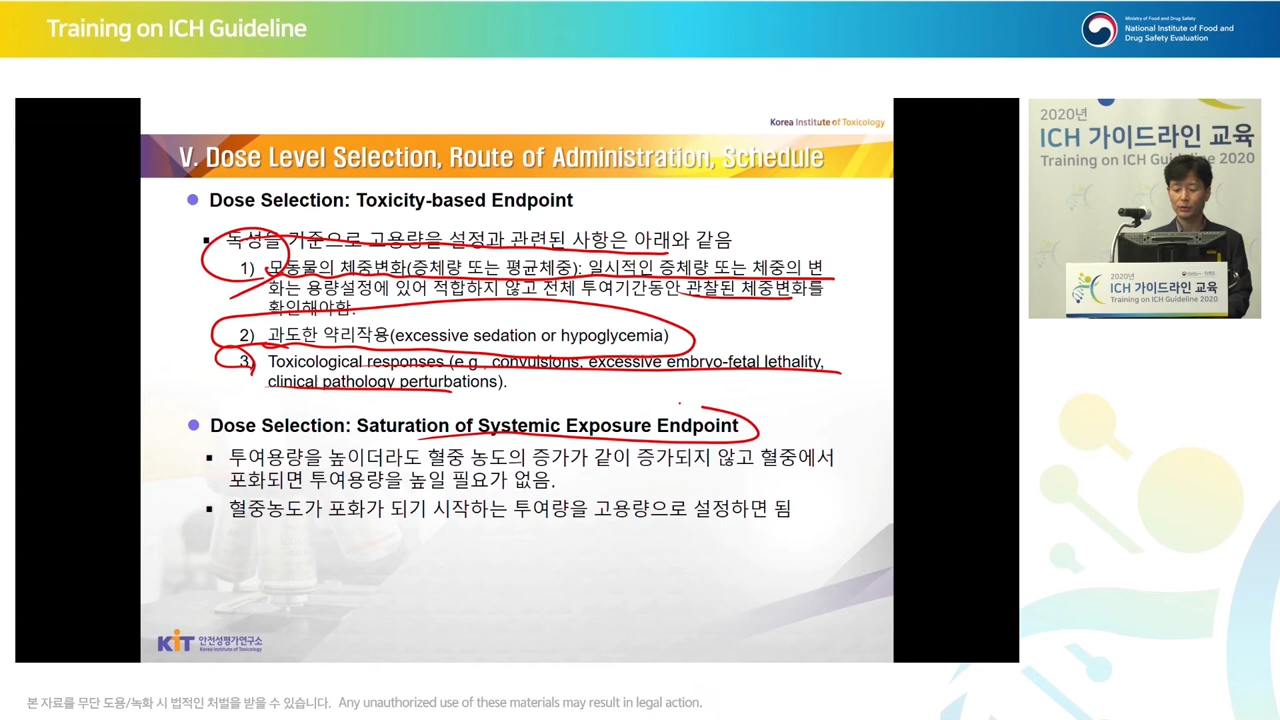 Training on ICH Guideline
Ministry of Food and Drug Safety
National Institute of Food and
Drug Safety Evaluation
Korea Institute of Toxicology
V. Dose Level Selection, Route of Administration, Schedule
Dose Selection: Toxicity-based Endpoint
독성을 기준으로 고용량을 설정과 관련된 사항은 아래와 같음
1) 모동물의 체중변화(증체량 또는 평균체중): 일시적인 증체량 또는 체중의 변
화는 용량설정에 있어 적합하지 않고 전체 투여기간동안 관찰된 체중변화를
확인해야함.
2) 과도한 약리작용(excessive sedation or hypoglycemia)
3) Toxicological responses (e.g., convulsions, excessive embryo-fetal lethality,
clinical pathology perturbations).
Dose Selection: Saturation of Systemic Exposure Endpoint
투여용량을 높이더라도 혈중 농도의 증가가 같이 증가되지 않고 혈중에서
포화되면 투여용량을 높일 필요가 없음.
혈중농도가 포화가 되기 시작하는 투여량을 고용량으로 설정하면 됨
KIT 안전성평가연구소
Korea Institute of Toxicology
2020년
ICH 가이드라인 교육
Training on ICH Guideline 2020
2020년
ICH 가이드라인 교육
Training on ICH Guideline 2020
본 자료를 무단 도용/녹화 시 법적인 처벌을 받을 수 있습니다. Any unauthorized use of these materials may result in legal action.